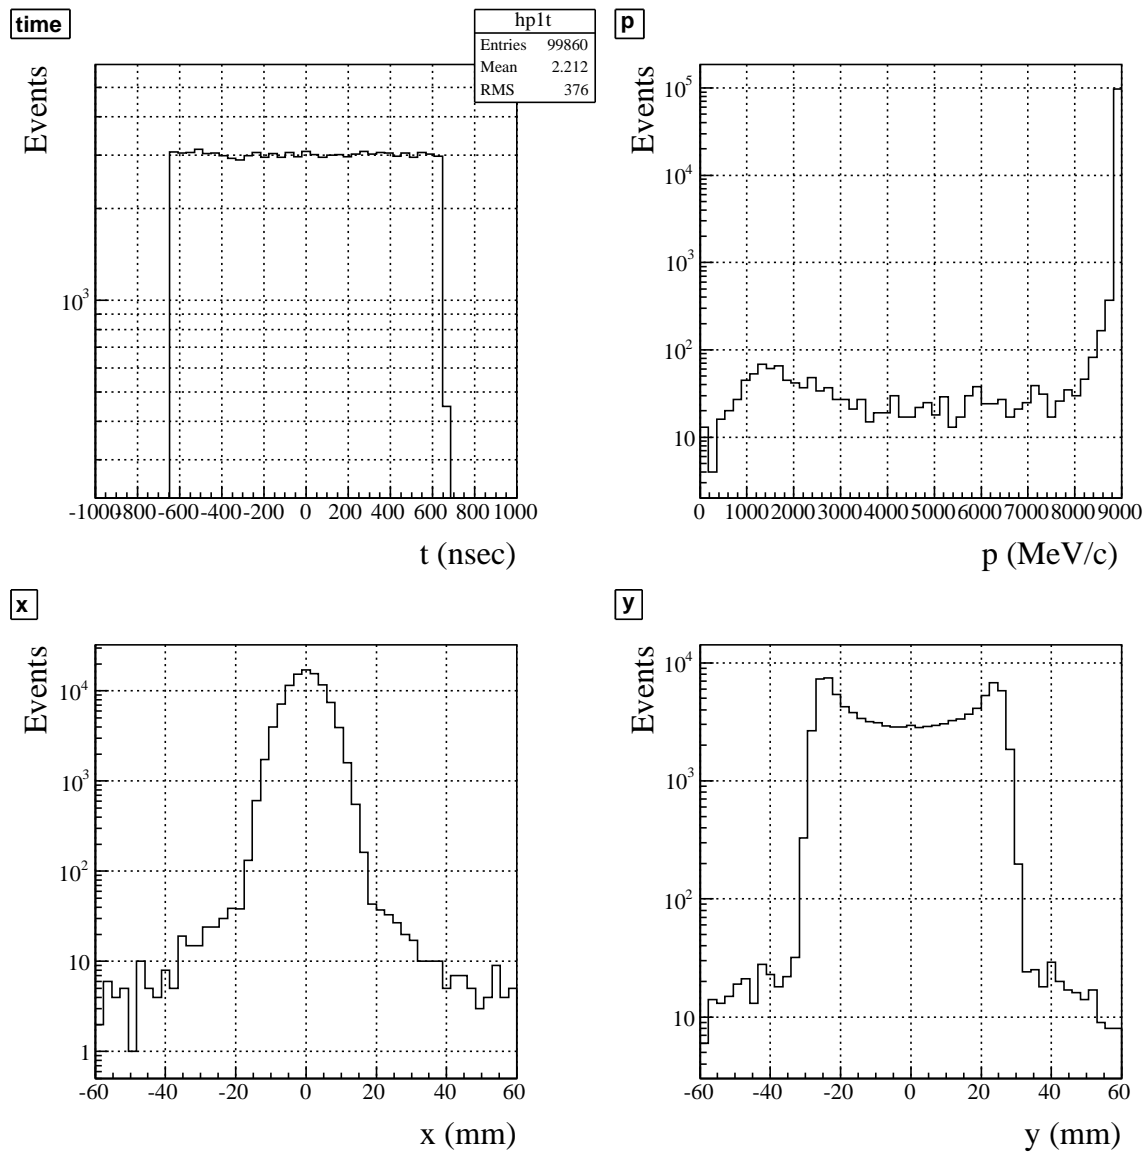 time
hp1t
Entries 99860
Mean 2.212
RMS 376
Events
10³
-1000 -800 -600 -400 -200 0 200 400 600 800 1000
t (nsec)
p
Events
10⁵
10⁴
10³
10²
10
0 1000 2000 3000 4000 5000 6000 7000 8000 9000
p (MeV/c)
x
Events
10⁴
10³
10²
10
1
-60 -40 -20 0 20 40 60
x (mm)
y
Events
10⁴
10³
10²
10
-60 -40 -20 0 20 40 60
y (mm)